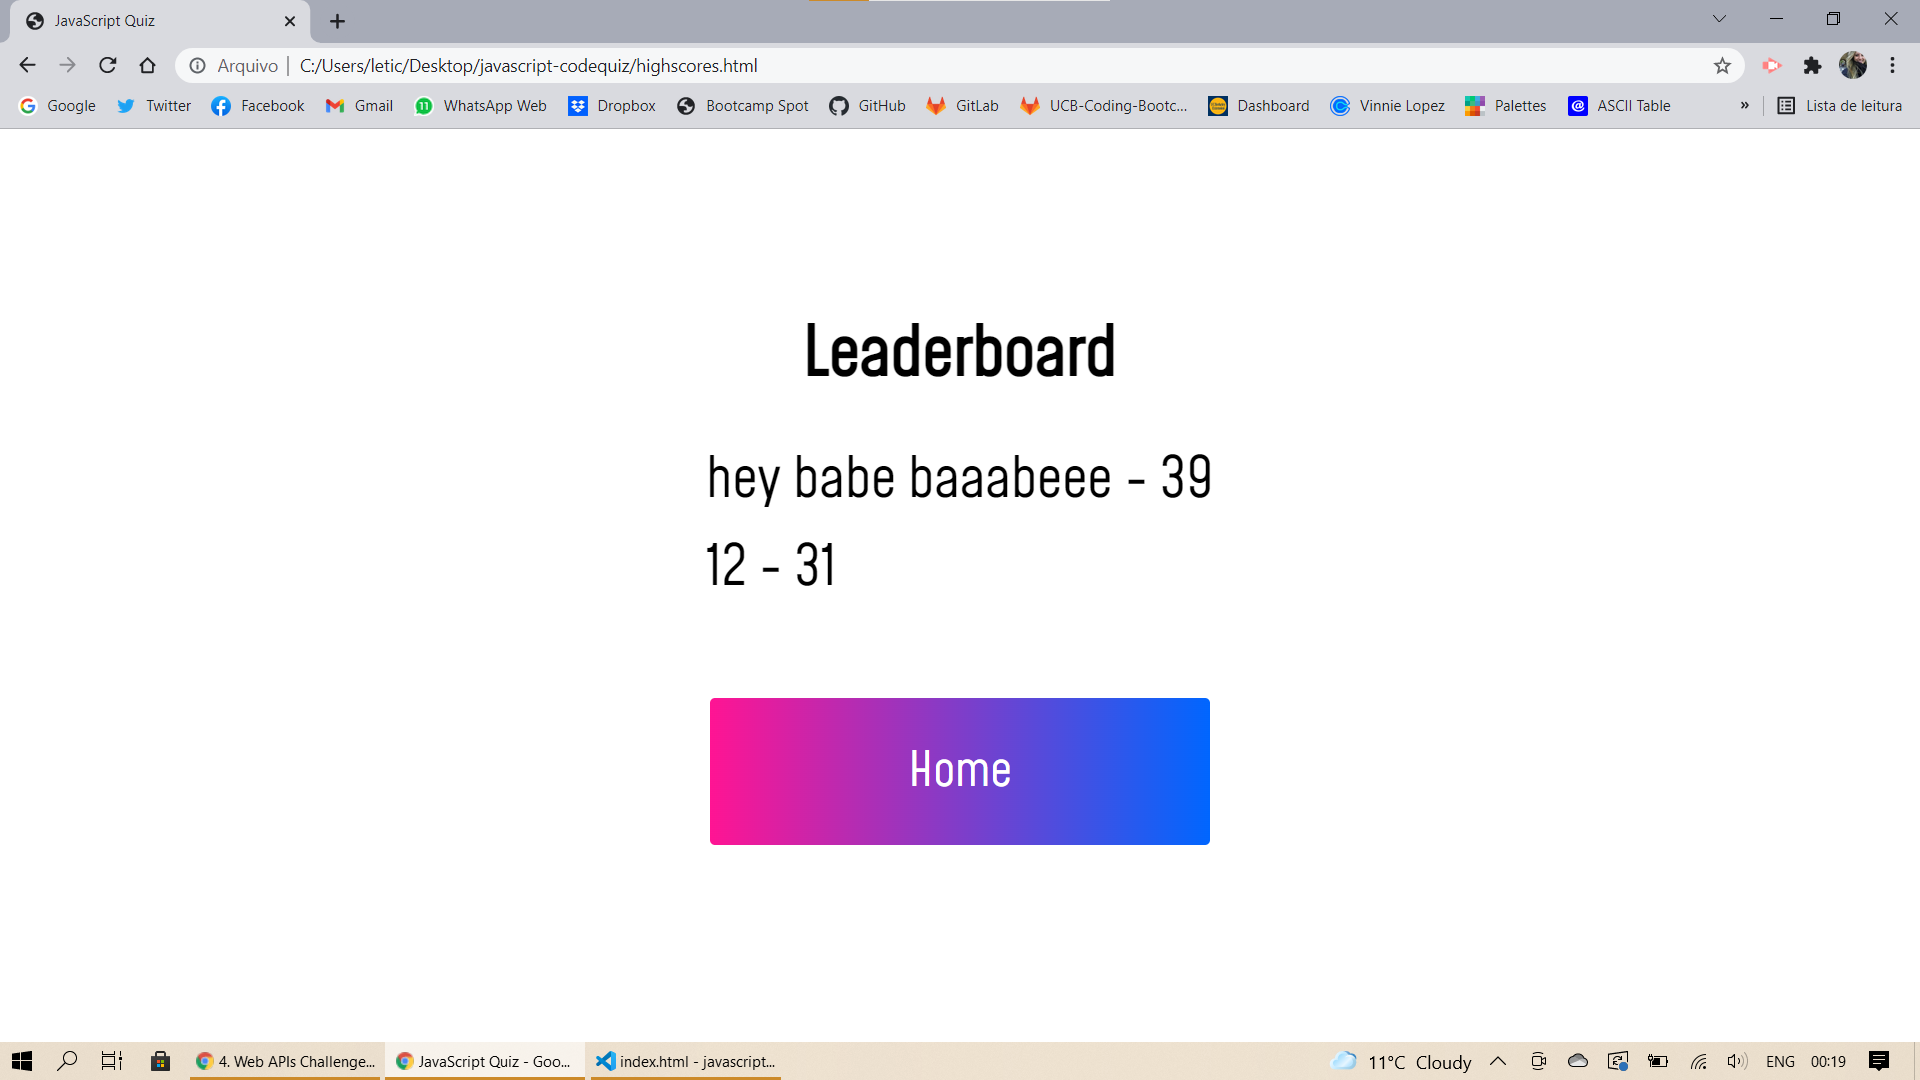 JavaScript Quiz
Arquivo | C:/Users/letic/Desktop/javascript-codequiz/highscores.html
Google Twitter Facebook Gmail WhatsApp Web Dropbox Bootcamp Spot GitHub GitLab UCB-Coding-Bootc... Dashboard Vinnie Lopez Palettes ASCII Table » Lista de leitura
Leaderboard
hey babe baaabeee - 39
12 - 31
Home
4. Web APIs Challenge... JavaScript Quiz - Goo... index.html - javascript... 11°C Cloudy ENG 00:19